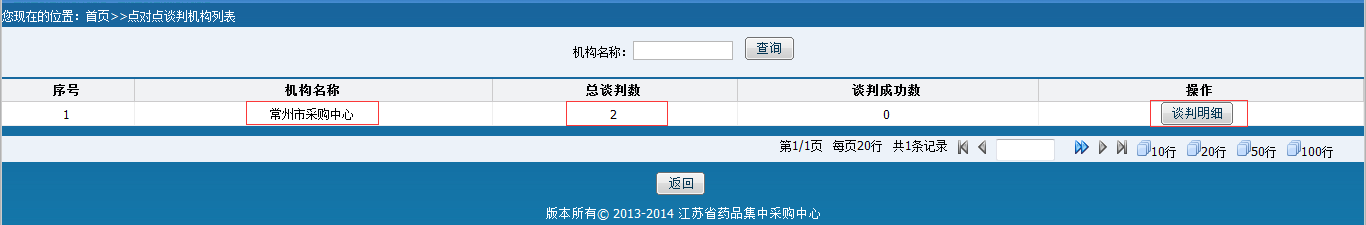 您现在的位置：首页>>点对点谈判机构列表
机构名称： 查询
序号 机构名称 总谈判数 谈判成功数 操作
1 常州市采购中心 2 0 谈判明细
第1/1页 每页20行 共1条记录 10行 20行 50行 100行
返回
版本所有© 2013-2014 江苏省药品集中采购中心